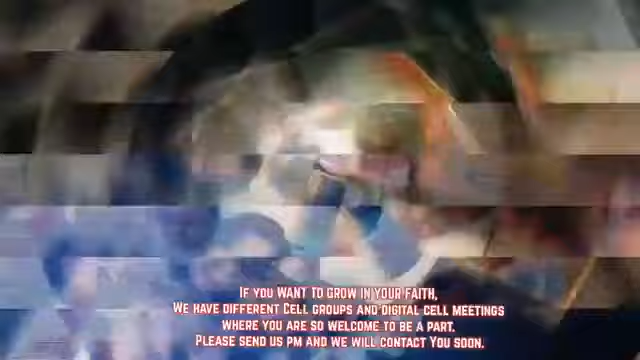 If you want to grow in your faith,
We have different Cell groups and digital cell meetings
where you are so welcome to be a part.
Please send us pm and we will contact You soon.